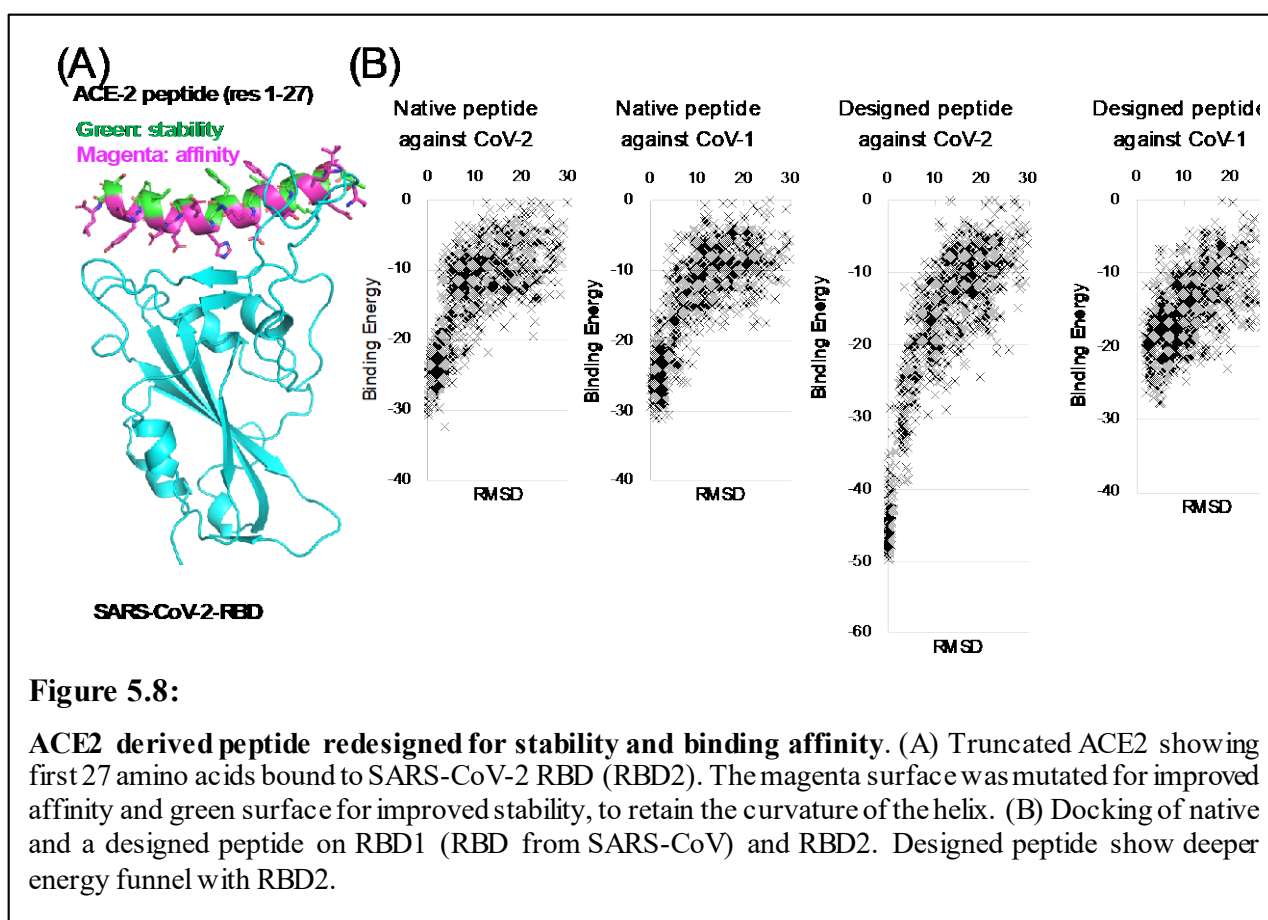 (A)
ACE-2 peptide (res 1-27)
Green: stability
Magenta: affinity
SARS-CoV-2-RBD
(B)
Native peptide
against CoV-2
0 10 20 30
0
-10
-20
-30
-40
Binding Energy
RMSD
Native peptide
against CoV-1
0 10 20 30
0
-10
-20
-30
-40
Binding Energy
RMSD
Designed peptide
against CoV-2
0 10 20 30
0
-10
-20
-30
-40
-50
-60
Binding Energy
RMSD
Designed peptide
against CoV-1
0 10 20
0
-10
-20
-30
-40
Binding Energy
RMSD
Figure 5.8:
ACE2 derived peptide redesigned for stability and binding affinity. (A) Truncated ACE2 showing
first 27 amino acids bound to SARS-CoV-2 RBD (RBD2). The magenta surface was mutated for improved
affinity and green surface for improved stability, to retain the curvature of the helix. (B) Docking of native
and a designed peptide on RBD1 (RBD from SARS-CoV) and RBD2. Designed peptide show deeper
energy funnel with RBD2.